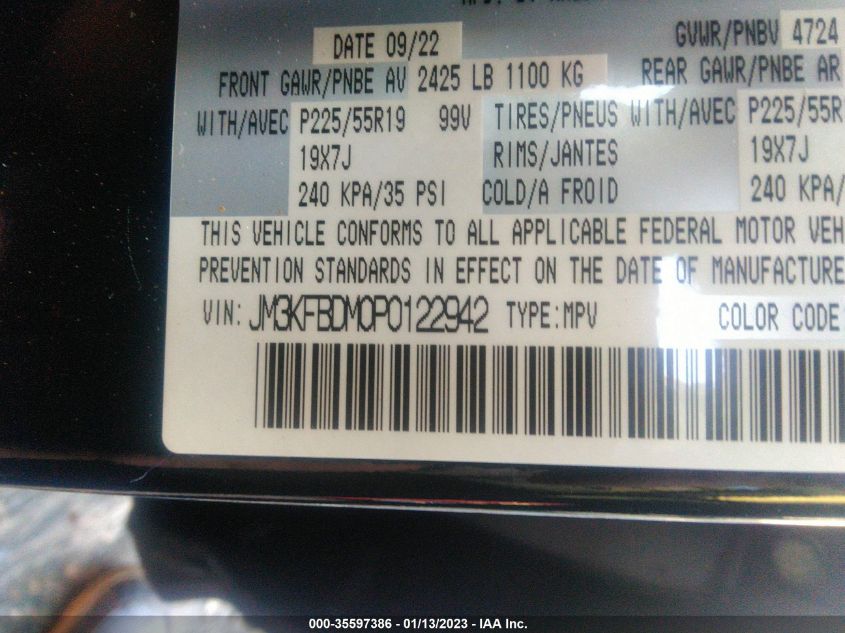 DATE 09/22 GVWR/PNBV 4724
FRONT GAWR/PNBE AV 2425 LB 1100 KG REAR GAWR/PNBE AR
WITH/AVEC P225/55R19 99V TIRES/PNEUS WITH/AVEC P225/55R
19X7J RIMS/JANTES 19X7J
240 KPA/35 PSI COLD/A FROID 240 KPA/
THIS VEHICLE CONFORMS TO ALL APPLICABLE FEDERAL MOTOR VEH
PREVENTION STANDARDS IN EFFECT ON THE DATE OF MANUFACTURE
VIN: JM3KFBDM0P0122942 TYPE:MPV COLOR CODE:
000-35597386 - 01/13/2023 - IAA Inc.